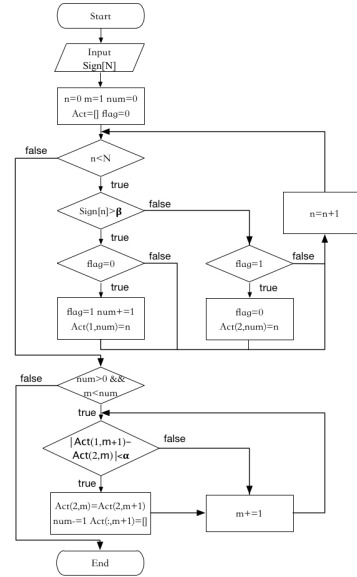 Start
Input
Sign[N]
n=0 m=1 num=0
Act=[] flag=0
false
n<N
true
Sign[n]>β
false
n=n+1
true
flag=0
false
flag=1
false
true
true
flag=1 num+=1
Act(1,num)=n
flag=0
Act(2,num)=n
false
num>0 &&
m<num
true
|Act(1,m+1)-
Act(2,m)|<α
false
true
Act(2,m)=Act(2,m+1)
num-=1 Act(:,m+1)=[]
m+=1
End